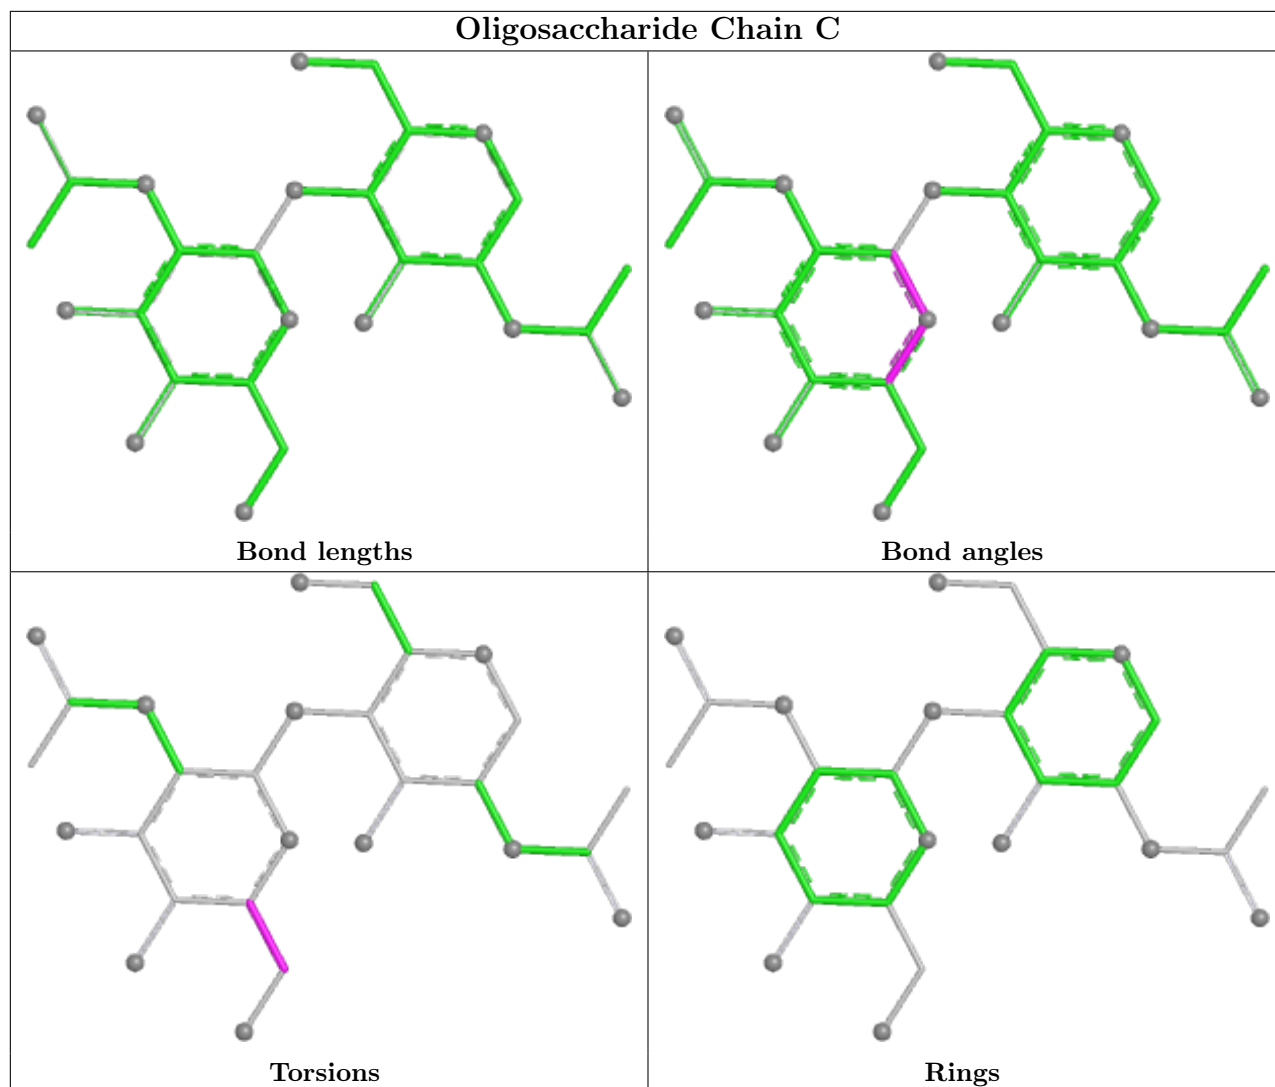 Oligosaccharide Chain C
Bond lengths
Bond angles
Torsions
Rings